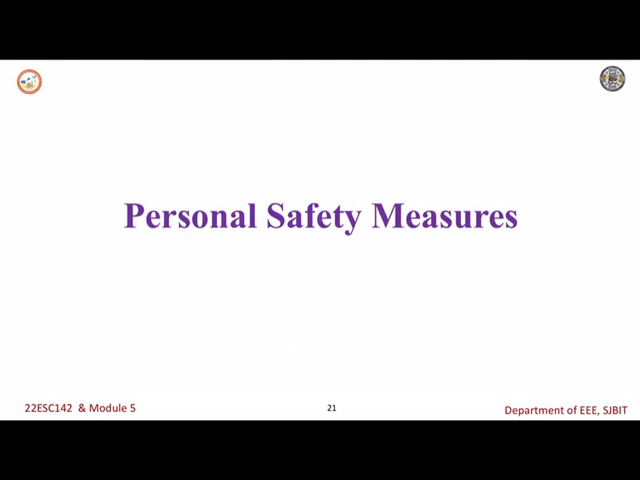 Personal Safety Measures
22ESC142 & Module 5
21
Department of EEE, SJBIT